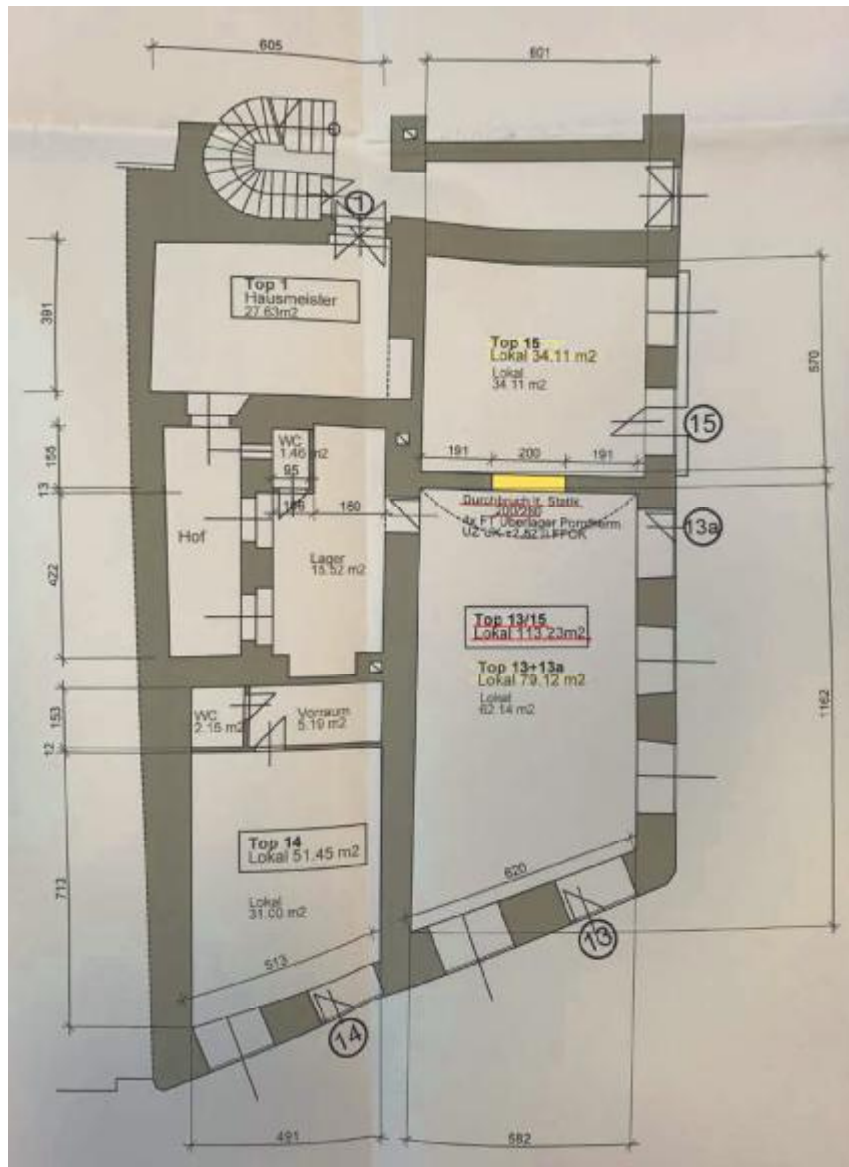 605
601
1
391
Top 1
Hausmeister
27.63m2
Top 15
Lokal 34.11 m2
Lokal
34.11 m2
570
15
191
200
191
155
WC
1.46 m2
95
13
160
Durchbruch lt. Statik
200/280
13a
Hof
Lager
15.52 m2
422
Top 13/15
Lokal 113.23m2
Top 13+13a
Lokal 79.12 m2
Lokal
62.14 m2
1162
153
WC
2.15 m2
Vorraum
5.19 m2
12
Top 14
Lokal 51.45 m2
Lokal
31.00 m2
713
620
513
13
14
491
582